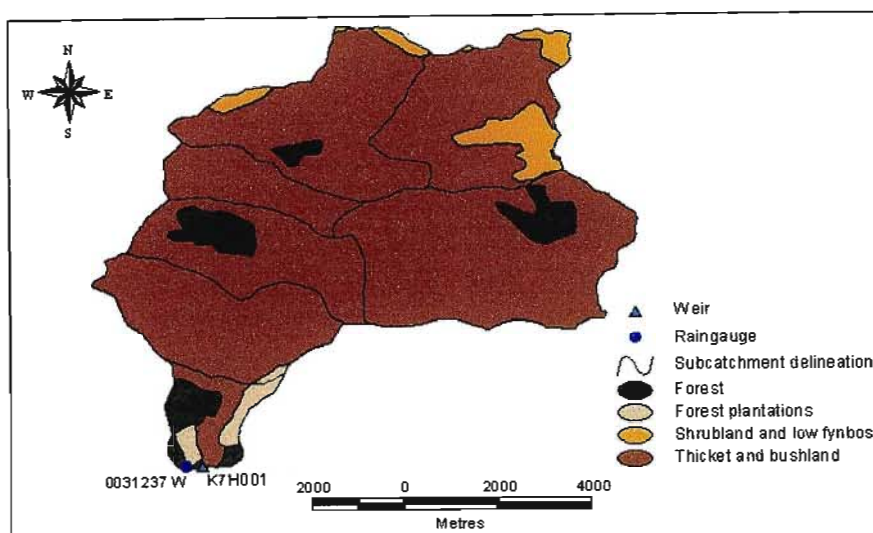 N
W E
S
Weir
Raingauge
Subcatchment delineation
Forest
Forest plantations
Shrubland and low fynbos
Thicket and bushland
0031237 W K7H001
2000 0 2000 4000
Metres